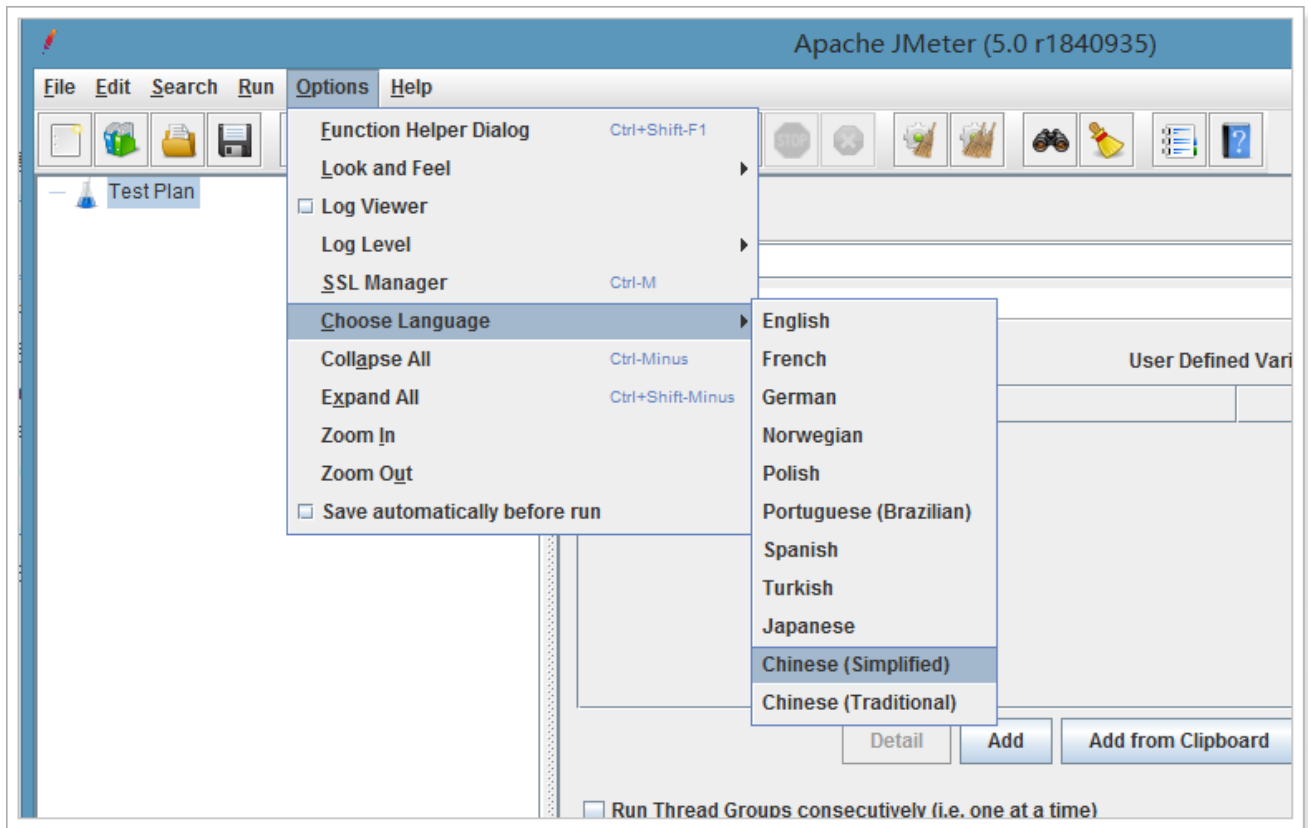 Apache JMeter (5.0 r1840935)
File Edit Search Run Options Help
Function Helper Dialog Ctrl+Shift-F1
STOP
Look and Feel
Test Plan
Log Viewer
Log Level
SSL Manager Ctrl-M
Choose Language
Collapse All Ctrl-Minus
Expand All Ctrl+Shift-Minus
Zoom In
Zoom Out
Save automatically before run
English
French
German
Norwegian
Polish
Portuguese (Brazilian)
Spanish
Turkish
Japanese
Chinese (Simplified)
Chinese (Traditional)
User Defined Vari
Detail Add Add from Clipboard
Run Thread Groups consecutively (i.e. one at a time)